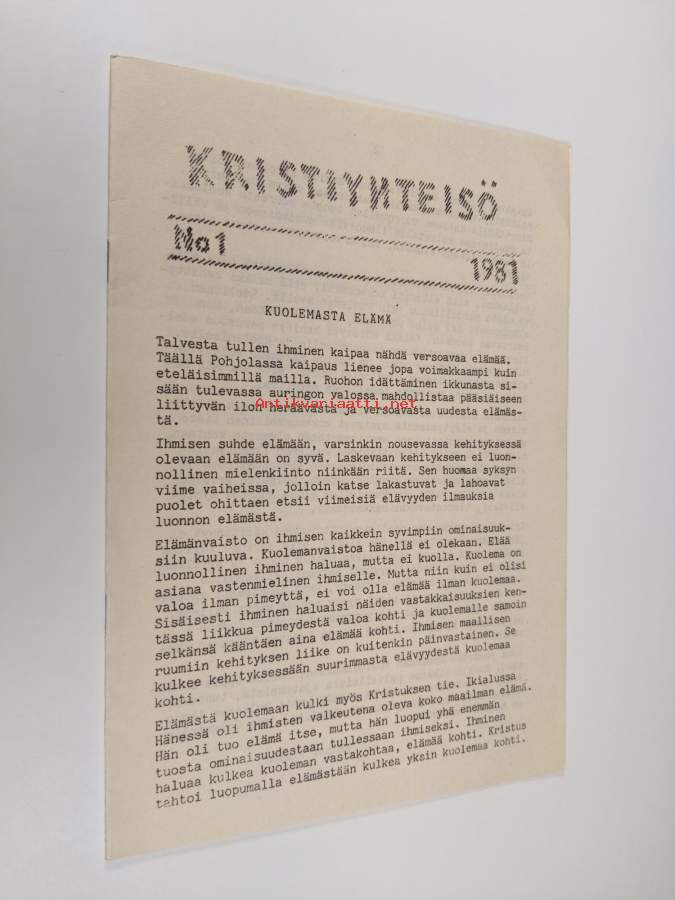 KRISTIYHTEISÖ
No 1 1981
KUOLEMASTA ELÄMÄ
Talvesta tullen ihminen kaipaa nähdä versoavaa elämää.
Täällä Pohjolassa kaipaus lienee jopa voimakkaampi kuin
eteläisimmillä mailla. Ruohon idättäminen ikkunasta si-
sään tulevassa auringon valossa mahdollistaa pääsiäiseen
liittyvän ilon heräävästä ja versoavasta uudesta elämäs-
tä.
Antikvariaatti.net
Ihmisen suhde elämään, varsinkin nousevassa kehityksessä
olevaan elämään on syvä. Laskevaan kehitykseen ei luon-
nollinen mielenkiinto niinkään riitä. Sen huomaa syksyn
viime vaiheissa, jolloin katse lakastuvat ja lahoavat
puolet ohittaen etsii viimeisiä elävyyden ilmauksia
luonnon elämästä.
Elämänvaisto on ihmisen kaikkein syvimpiin ominaisuuk-
siin kuuluva. Kuolemanvaistoa hänellä ei olekaan. Elää
luonnollinen ihminen haluaa, mutta ei kuolla. Kuolema on
asiana vastenmielinen ihmiselle. Mutta niin kuin ei olisi
valoa ilman pimeyttä, ei voi olla elämää ilman kuolemaa.
Sisäisesti ihminen haluaisi näiden vastakkaisuuksien ken-
tässä liikkua pimeydestä valoa kohti ja kuolemalle samoin
selkänsä kääntäen aina elämää kohti. Ihmisen maallisen
ruumiin kehityksen liike on kuitenkin päinvastainen. Se
kulkee kehityksessään suurimmasta elävyydestä kuolemaa
kohti.
Elämästä kuolemaan kulki myös Kristuksen tie. Ikialussa
Hänessä oli ihmisten valkeutena oleva koko maailman elämä.
Hän oli tuo elämä itse, mutta hän luopui yhä enemmän
tuosta ominaisuudestaan tullessaan ihmiseksi. Ihminen
haluaa kulkea kuoleman vastakohtaa, elämää kohti. Kristus
tahtoi luopumalla elämästään kulkea yksin kuolemaa kohti.